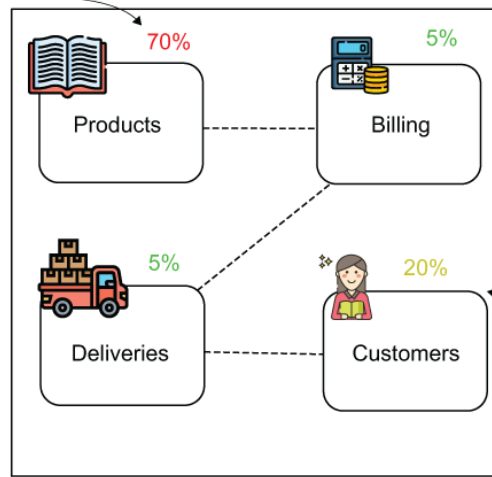 70%
5%
Products
Billing
5%
20%
Deliveries
Customers